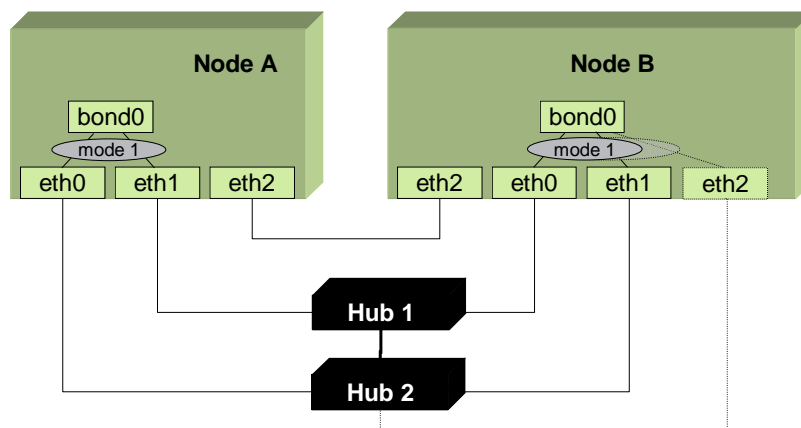 Node A
Node B
bond0
bond0
mode 1
mode 1
eth0
eth1
eth2
eth2
eth0
eth1
eth2
Hub 1
Hub 2